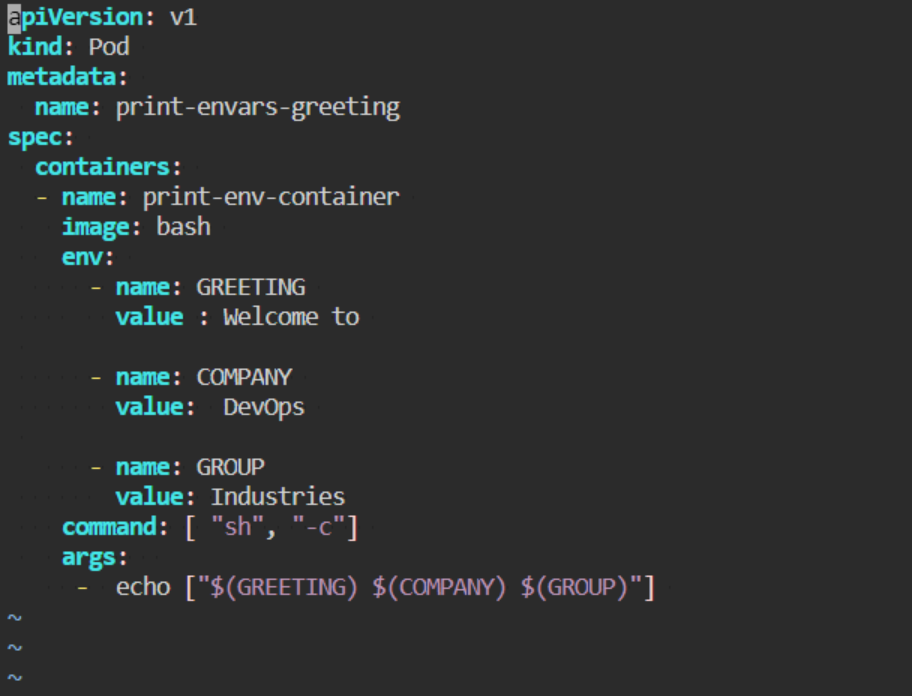 apiVersion: v1
kind: Pod
metadata:
  name: print-envars-greeting
spec:
  containers:
  - name: print-env-container
    image: bash
    env:
      - name: GREETING
        value : Welcome to

      - name: COMPANY
        value:  DevOps

      - name: GROUP
        value: Industries
    command: [ "sh", "-c"]
    args:
     -  echo ["$(GREETING) $(COMPANY) $(GROUP)"]
~
~
~